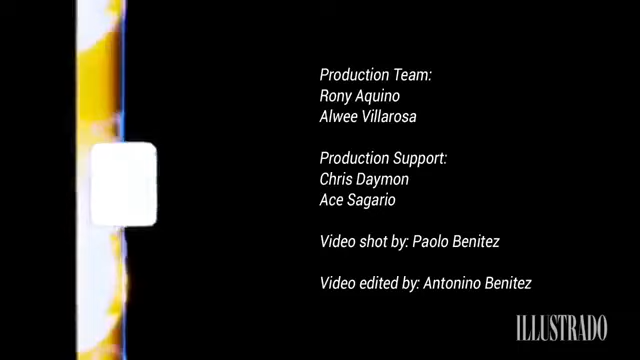 Production Team:
Rony Aquino
Alwee Villarosa
Production Support:
Chris Daymon
Ace Sagario
Video shot by: Paolo Benitez
Video edited by: Antonino Benitez
ILLUSTRADO